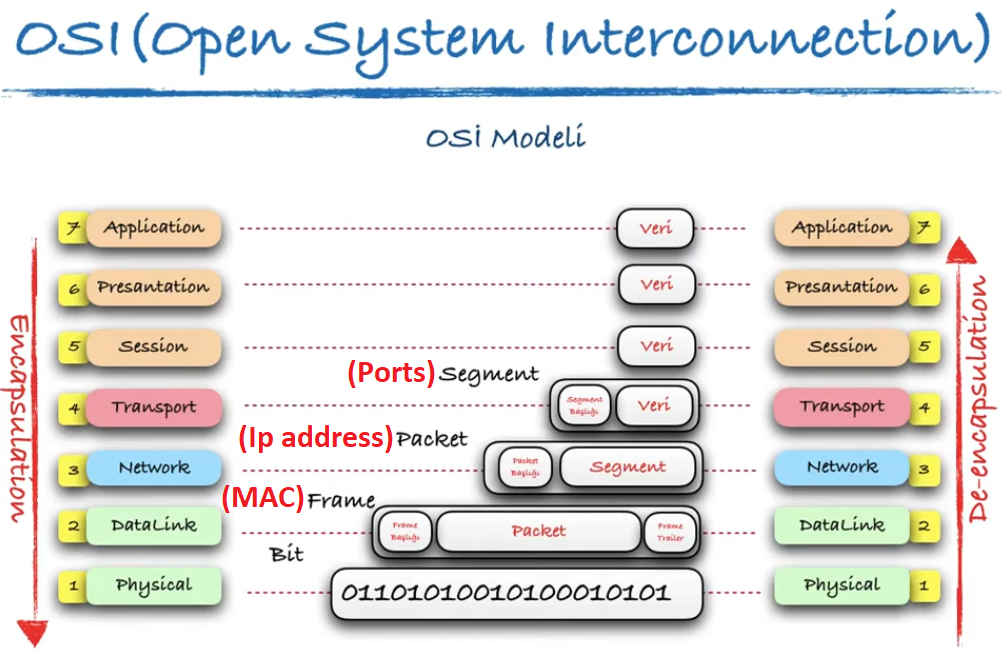 OSI (Open System Interconnection)
OSİ Modeli
7 Application Veri Application 7
6 Presantation Veri Presantation 6
5 Session Veri Session 5
(Ports) Segment
4 Transport Segment Başlığı Veri Transport 4
(Ip address) Packet
3 Network Packet Başlığı Segment Network 3
(MAC) Frame
2 DataLink Frame Başlığı Packet Frame Trailer DataLink 2
Bit
1 Physical 01101010010100010101 Physical 1
Encapsulation
De-encapsulation